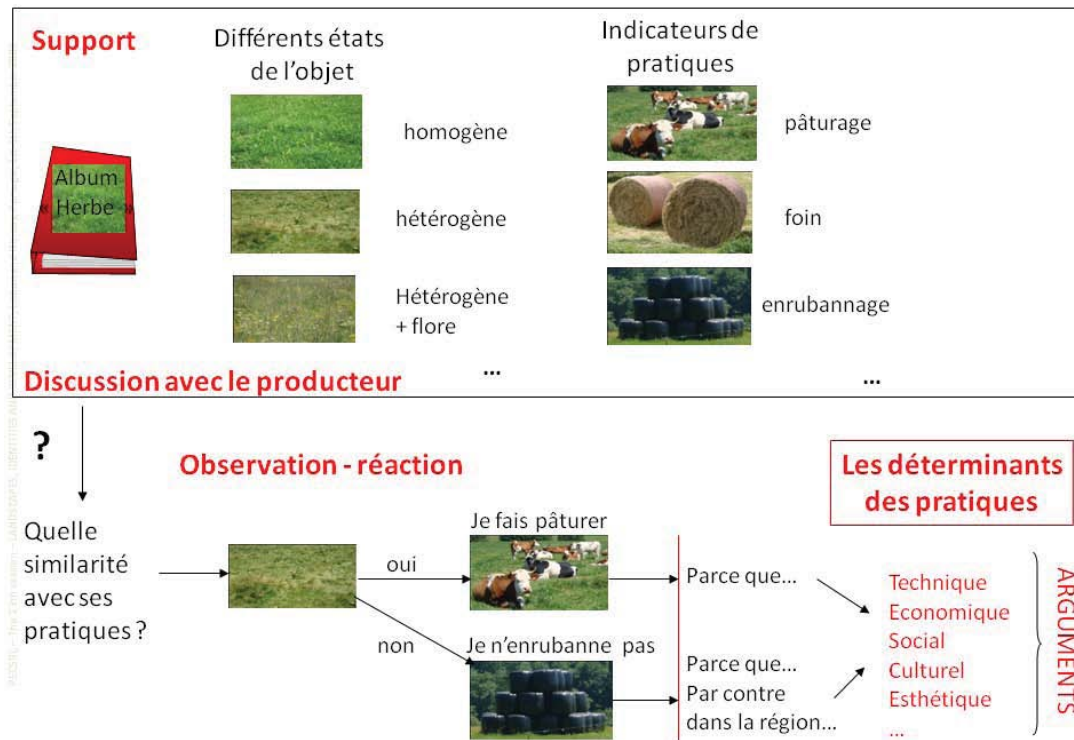 Support
Différents états
de l'objet
Indicateurs de
pratiques
Album
« Herbe »
homogène
hétérogène
Hétérogène
+ flore
...
pâturage
foin
enrubannage
...
Discussion avec le producteur
?
Quelle
similarité
avec ses
pratiques ?
Observation - réaction
oui
non
Je fais pâturer
Je n'enrubanne pas
Parce que...
Parce que...
Par contre
dans la région...
Les déterminants
des pratiques
Technique
Economique
Social
Culturel
Esthétique
...
ARGUMENTS